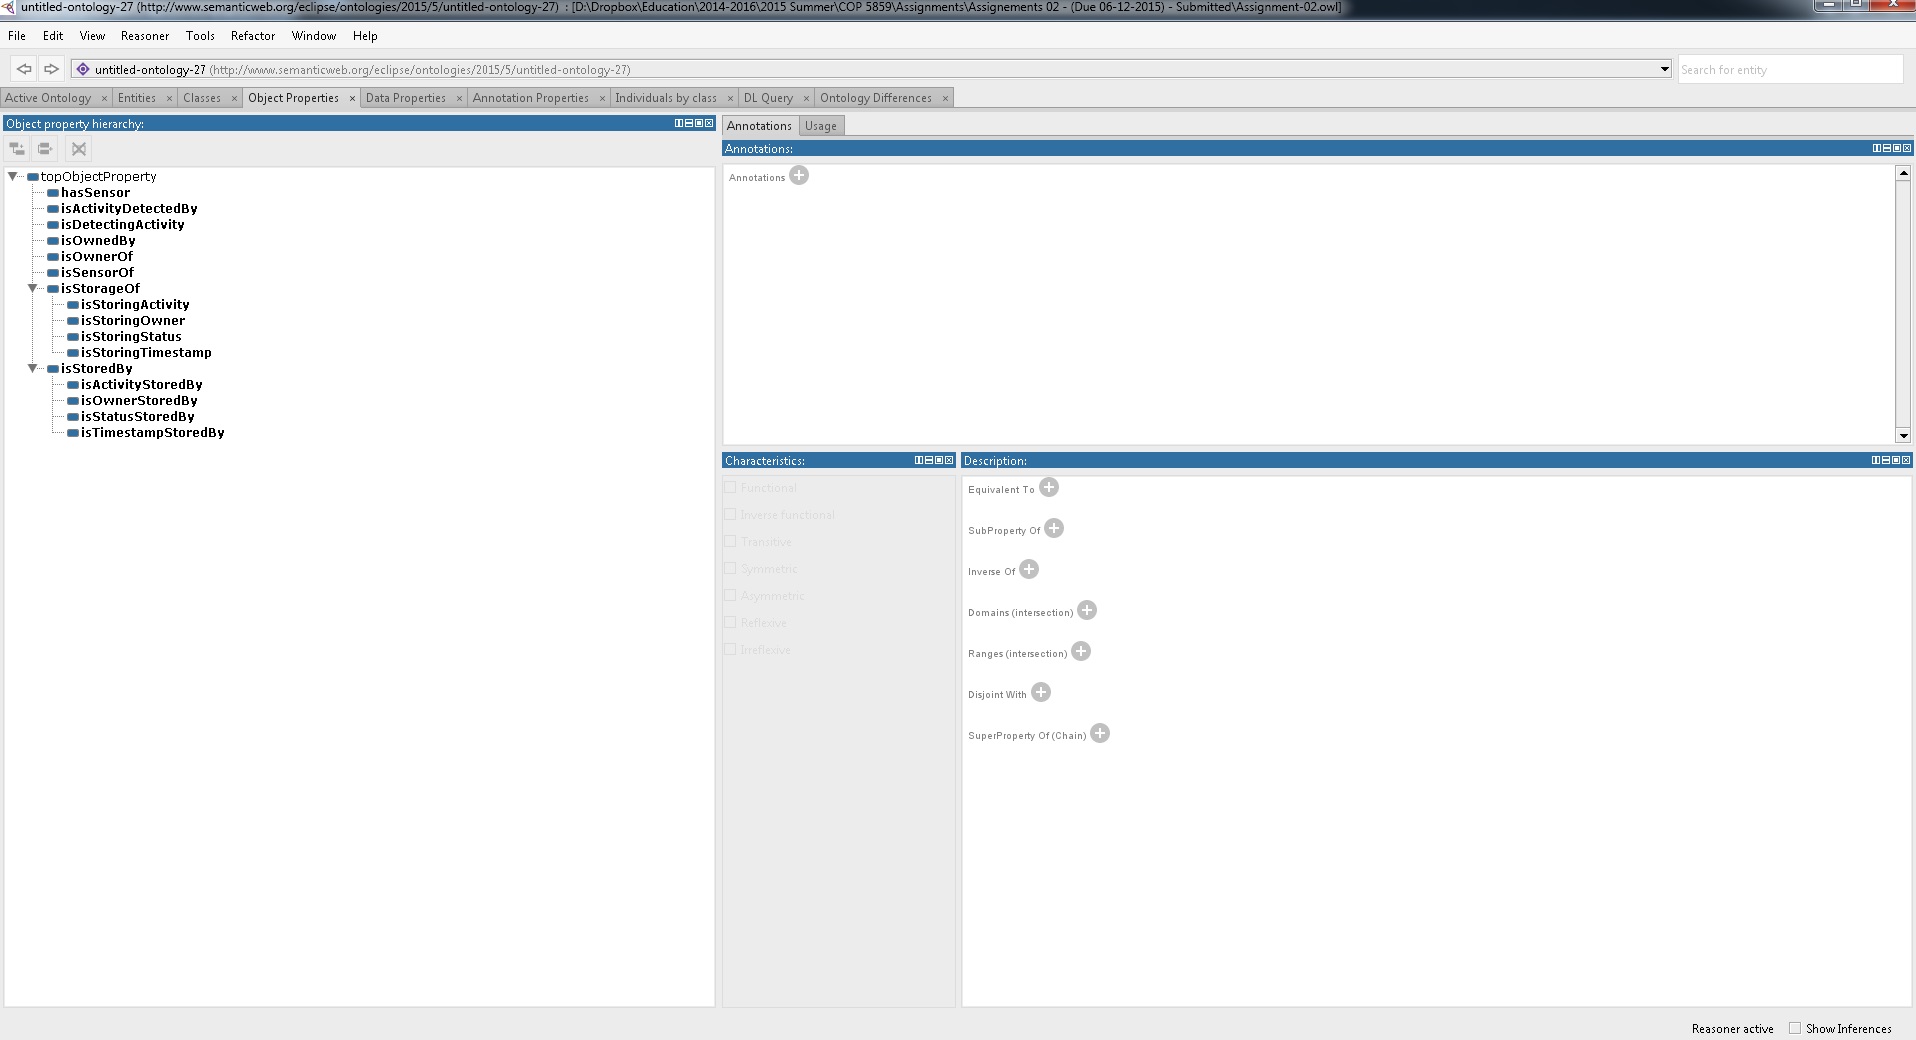 untitled-ontology-27 (http://www.semanticweb.org/eclipse/ontologies/2015/5/untitled-ontology-27) : [D:\Dropbox\Education\2014-2016\2015 Summer\COP 5859\Assignments\Assignements 02 - (Due 06-12-2015) - Submitted\Assignment-02.owl]
File Edit View Reasoner Tools Refactor Window Help
untitled-ontology-27 (http://www.semanticweb.org/eclipse/ontologies/2015/5/untitled-ontology-27) Search for entity
Active Ontology × Entities × Classes × Object Properties × Data Properties × Annotation Properties × Individuals by class × DL Query × Ontology Differences ×
Object property hierarchy:
topObjectProperty
hasSensor
isActivityDetectedBy
isDetectingActivity
isOwnedBy
isOwnerOf
isSensorOf
isStorageOf
isStoringActivity
isStoringOwner
isStoringStatus
isStoringTimestamp
isStoredBy
isActivityStoredBy
isOwnerStoredBy
isStatusStoredBy
isTimestampStoredBy
Annotations Usage
Annotations:
Annotations
Characteristics:
Functional
Inverse functional
Transitive
Symmetric
Asymmetric
Reflexive
Irreflexive
Description:
Equivalent To
SubProperty Of
Inverse Of
Domains (intersection)
Ranges (intersection)
Disjoint With
SuperProperty Of (Chain)
Reasoner active Show Inferences